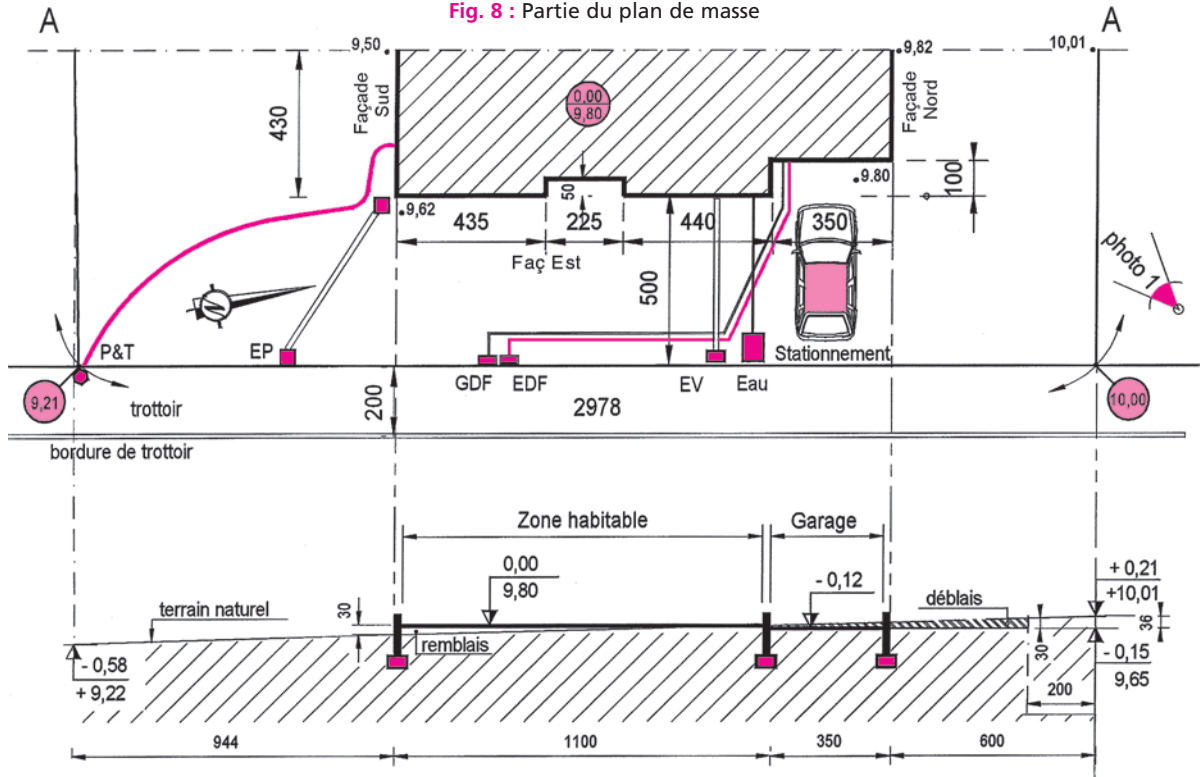 Fig. 8 : Partie du plan de masse
A
A
9,50
9,82
10,01
430
Façade
Sud
0,00
9,80
Façade
Nord
9.80
100
50
9,62
435
225
440
350
Faç Est
500
photo 1
N
P&T
EP
GDF
EDF
EV
Eau
Stationnement
9,21
trottoir
200
2978
10,00
bordure de trottoir
Zone habitable
Garage
0,00
9,80
- 0,12
+ 0,21
+10,01
terrain naturel
30
déblais
36
remblais
30
- 0,58
+ 9,22
- 0,15
9,65
200
944
1100
350
600